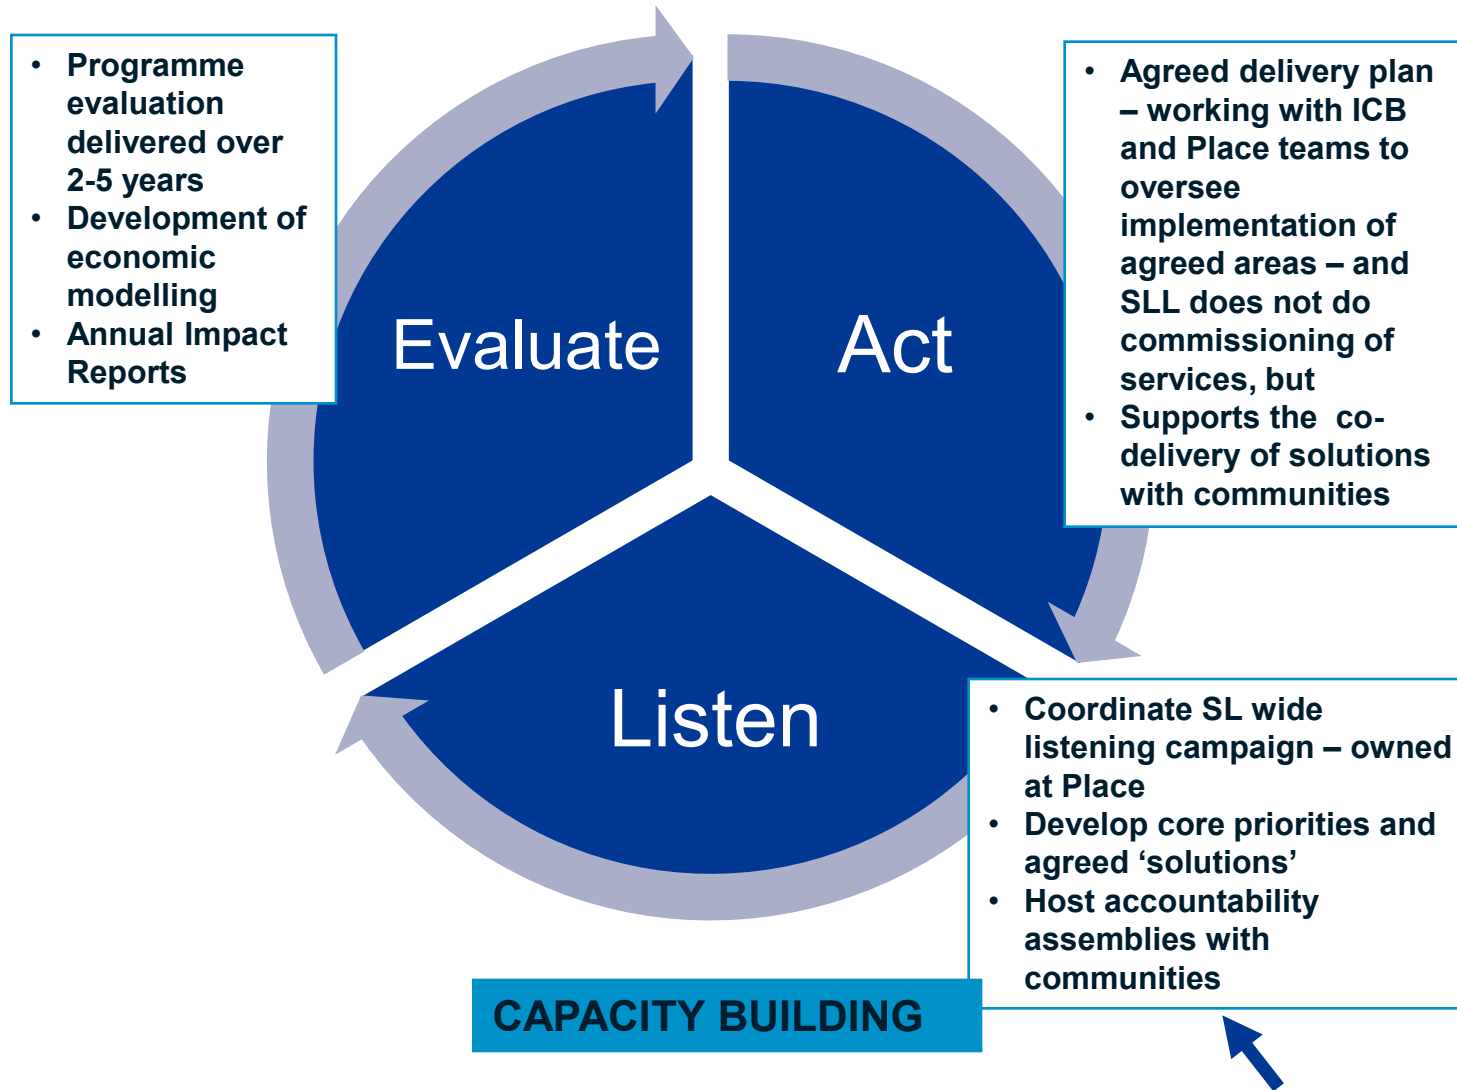 • Programme
evaluation
delivered over
2-5 years
• Development of
economic
modelling
• Annual Impact
Reports
Evaluate
Act
• Agreed delivery plan
– working with ICB
and Place teams to
oversee
implementation of
agreed areas – and
SLL does not do
commissioning of
services, but
• Supports the  co-
delivery of solutions
with communities
Listen
• Coordinate SL wide
listening campaign – owned
at Place
• Develop core priorities and
agreed ‘solutions’
• Host accountability
assemblies with
communities
CAPACITY BUILDING